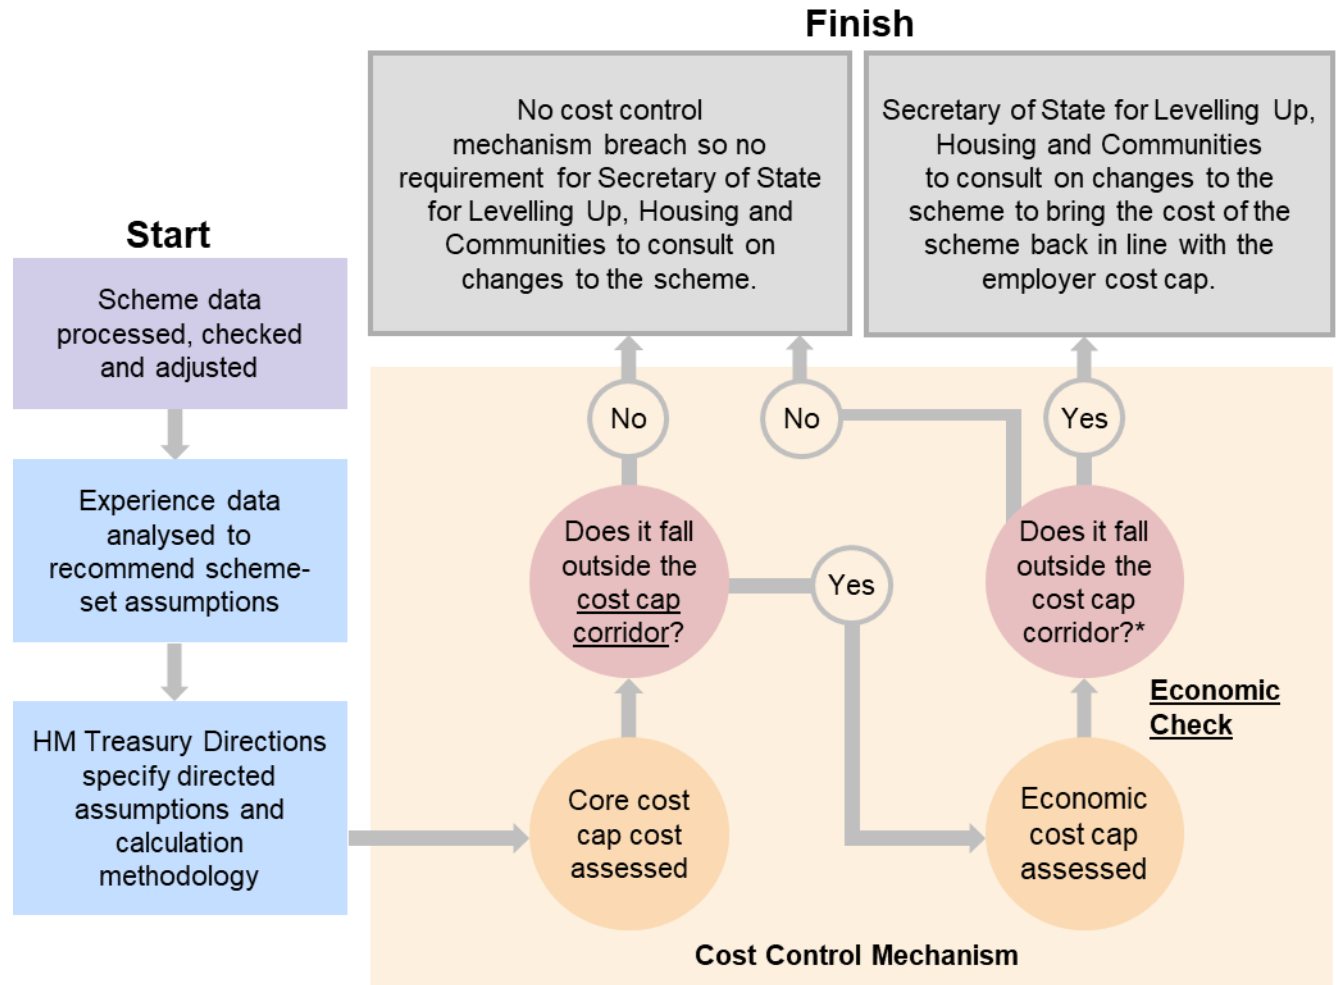 Finish
No cost control
mechanism breach so no
requirement for Secretary of State
for Levelling Up, Housing and
Communities to consult on
changes to the scheme.
Secretary of State for Levelling Up,
Housing and Communities
to consult on changes to the
scheme to bring the cost of the
scheme back in line with the
employer cost cap.
Start
Scheme data
processed, checked
and adjusted
Experience data
analysed to
recommend scheme-
set assumptions
HM Treasury Directions
specify directed
assumptions and
calculation
methodology
No
No
Yes
Does it fall
outside the
cost cap
corridor?
Yes
Does it fall
outside the
cost cap
corridor?*
Economic
Check
Core cost
cap cost
assessed
Economic
cost cap
assessed
Cost Control Mechanism